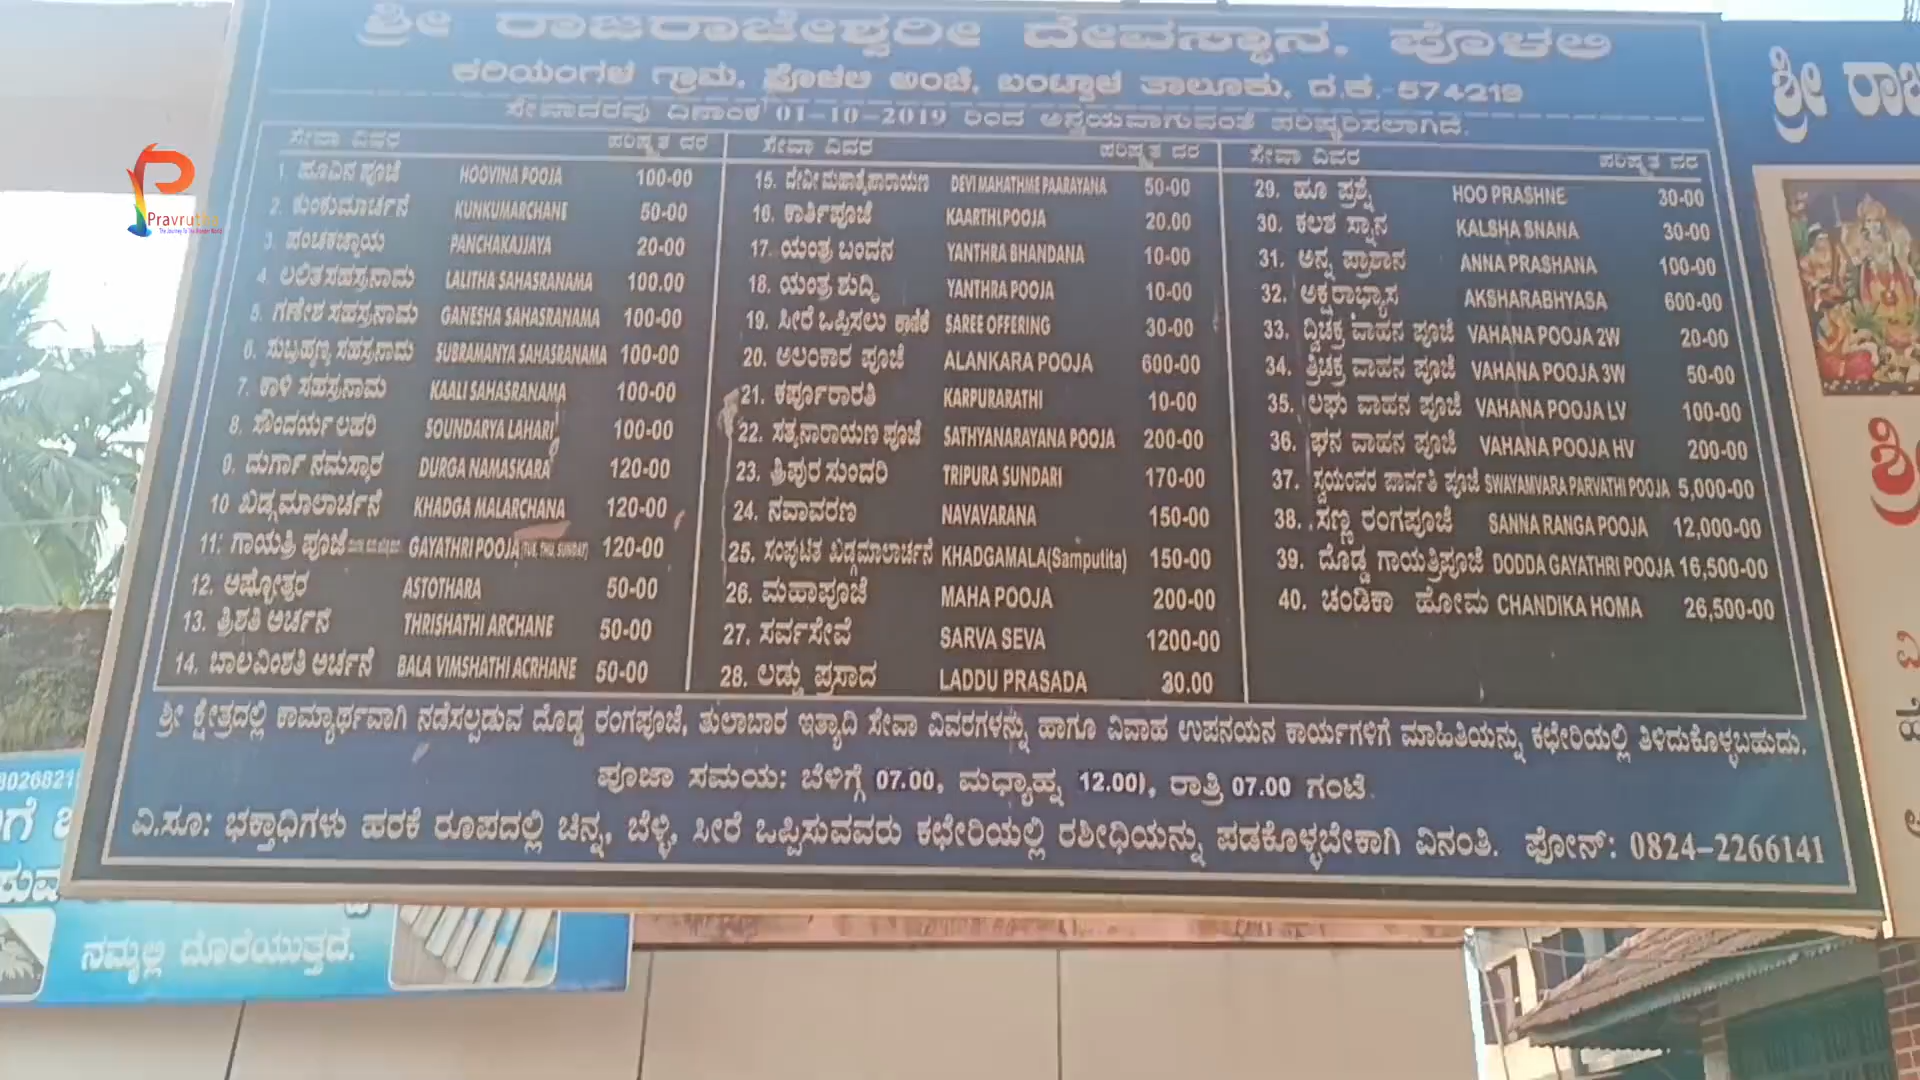 ಶ್ರೀ ರಾಜರಾಜೇಶ್ವರೀ ದೇವಸ್ಥಾನ, ಪೊಳಲಿ
ಕರಿಯಂಗಳ ಗ್ರಾಮ, ಪೊಳಲಿ ಅಂಚೆ, ಬಂಟ್ವಾಳ ತಾಲೂಕು, ದ.ಕ.-574219
ಸೇವಾದರವು ದಿನಾಂಕ 01-10-2019 ರಿಂದ ಅನ್ವಯವಾಗುವಂತೆ ಪರಿಷ್ಕರಿಸಲಾಗಿದೆ.
ಸೇವಾ ವಿವರ ಪರಿಷ್ಕೃತ ದರ
1. ಹೂವಿನ ಪೂಜೆ HOOVINA POOJA 100-00
2. ಕುಂಕುಮಾರ್ಚನೆ KUNKUMARCHANE 50-00
3. ಪಂಚಕಜ್ಜಾಯ PANCHAKAJJAYA 20-00
4. ಲಲಿತಸಹಸ್ರನಾಮ LALITHA SAHASRANAMA 100.00
5. ಗಣೇಶ ಸಹಸ್ರನಾಮ GANESHA SAHASRANAMA 100-00
6. ಸುಬ್ರಹ್ಮಣ್ಯ ಸಹಸ್ರನಾಮ SUBRAMANYA SAHASRANAMA 100-00
7. ಕಾಳಿ ಸಹಸ್ರನಾಮ KAALI SAHASRANAMA 100-00
8. ಸೌಂದರ್ಯ ಲಹರಿ SOUNDARYA LAHARI 100-00
9. ದುರ್ಗಾ ನಮಸ್ಕಾರ DURGA NAMASKARA 120-00
10 ಖಡ್ಗಮಾಲಾರ್ಚನೆ KHADGA MALARCHANA 120-00
11. ಗಾಯತ್ರಿ ಪೂಜೆ GAYATHRI POOJA (TUE, THU, SUNDAY) 120-00
12. ಅಷ್ಟೋತ್ತರ ASTOTHARA 50-00
13. ತ್ರಿಶತಿ ಅರ್ಚನ THRISHATHI ARCHANE 50-00
14. ಬಾಲವಿಂಶತಿ ಅರ್ಚನೆ BALA VIMSHATHI ACRHANE 50-00
ಸೇವಾ ವಿವರ ಪರಿಷ್ಕೃತ ದರ
15. ದೇವೀ ಮಹಾತ್ಮೆಪಾರಾಯಣ DEVI MAHATHME PAARAYANA 50-00
16. ಕಾರ್ತಿಪೂಜೆ KAARTHI POOJA 20.00
17. ಯಂತ್ರ ಬಂದನ YANTHRA BHANDANA 10-00
18. ಯಂತ್ರ ಶುದ್ಧಿ YANTHRA POOJA 10-00
19. ಸೀರೆ ಒಪ್ಪಿಸಲು ಕಾಣಿಕೆ SAREE OFFERING 30-00
20. ಅಲಂಕಾರ ಪೂಜೆ ALANKARA POOJA 600-00
21. ಕರ್ಪೂರಾರತಿ KARPURARATHI 10-00
22. ಸತ್ಯನಾರಾಯಣ ಪೂಜೆ SATHYANARAYANA POOJA 200-00
23. ತ್ರಿಪುರ ಸುಂದರಿ TRIPURA SUNDARI 170-00
24. ನವಾವರಣ NAVAVARANA 150-00
25. ಸಂಪುಟಿತ ಖಡ್ಗಮಾಲಾರ್ಚನೆ KHADGAMALA(Samputita) 150-00
26. ಮಹಾಪೂಜೆ MAHA POOJA 200-00
27. ಸರ್ವಸೇವೆ SARVA SEVA 1200-00
28. ಲಡ್ಡು ಪ್ರಸಾದ LADDU PRASADA 30.00
ಸೇವಾ ವಿವರ ಪರಿಷ್ಕೃತ ದರ
29. ಹೂ ಪ್ರಶ್ನೆ HOO PRASHNE 30-00
30. ಕಲಶ ಸ್ನಾನ KALSHA SNANA 30-00
31. ಅನ್ನ ಪ್ರಾಶಾನ ANNA PRASHANA 100-00
32. ಅಕ್ಷರಾಭ್ಯಾಸ AKSHARABHYASA 600-00
33. ದ್ವಿಚಕ್ರ ವಾಹನ ಪೂಜೆ VAHANA POOJA 2W 20-00
34. ತ್ರಿಚಕ್ರ ವಾಹನ ಪೂಜೆ VAHANA POOJA 3W 50-00
35. ಲಘು ವಾಹನ ಪೂಜೆ VAHANA POOJA LV 100-00
36. ಘನ ವಾಹನ ಪೂಜೆ VAHANA POOJA HV 200-00
37. ಸ್ವಯಂವರ ಪಾರ್ವತಿ ಪೂಜೆ SWAYAMVARA PARVATHI POOJA 5,000-00
38. ಸಣ್ಣ ರಂಗಪೂಜೆ SANNA RANGA POOJA 12,000-00
39. ದೊಡ್ಡ ಗಾಯತ್ರಿಪೂಜೆ DODDA GAYATHRI POOJA 16,500-00
40. ಚಂಡಿಕಾ ಹೋಮ CHANDIKA HOMA 26,500-00
ಶ್ರೀ ಕ್ಷೇತ್ರದಲ್ಲಿ ಕಾಮ್ಯಾರ್ಥವಾಗಿ ನಡೆಸಲ್ಪಡುವ ದೊಡ್ಡ ರಂಗಪೂಜೆ, ತುಲಾಬಾರ ಇತ್ಯಾದಿ ಸೇವಾ ವಿವರಗಳನ್ನು ಹಾಗೂ ವಿವಾಹ ಉಪನಯನ ಕಾರ್ಯಗಳಿಗೆ ಮಾಹಿತಿಯನ್ನು ಕಛೇರಿಯಲ್ಲಿ ತಿಳಿದುಕೊಳ್ಳಬಹುದು.
ಪೂಜಾ ಸಮಯ: ಬೆಳಿಗ್ಗೆ 07.00, ಮಧ್ಯಾಹ್ನ 12.00), ರಾತ್ರಿ 07.00 ಗಂಟೆ.
ವಿ.ಸೂ: ಭಕ್ತಾಧಿಗಳು ಹರಕೆ ರೂಪದಲ್ಲಿ ಚಿನ್ನ, ಬೆಳ್ಳಿ, ಸೀರೆ ಒಪ್ಪಿಸುವವರು ಕಛೇರಿಯಲ್ಲಿ ರಶೀಧಿಯನ್ನು ಪಡಕೊಳ್ಳಬೇಕಾಗಿ ವಿನಂತಿ. ಫೋನ್: 0824-2266141
ನಮ್ಮಲ್ಲಿ ದೊರೆಯುತ್ತದೆ.
ಶ್ರೀ